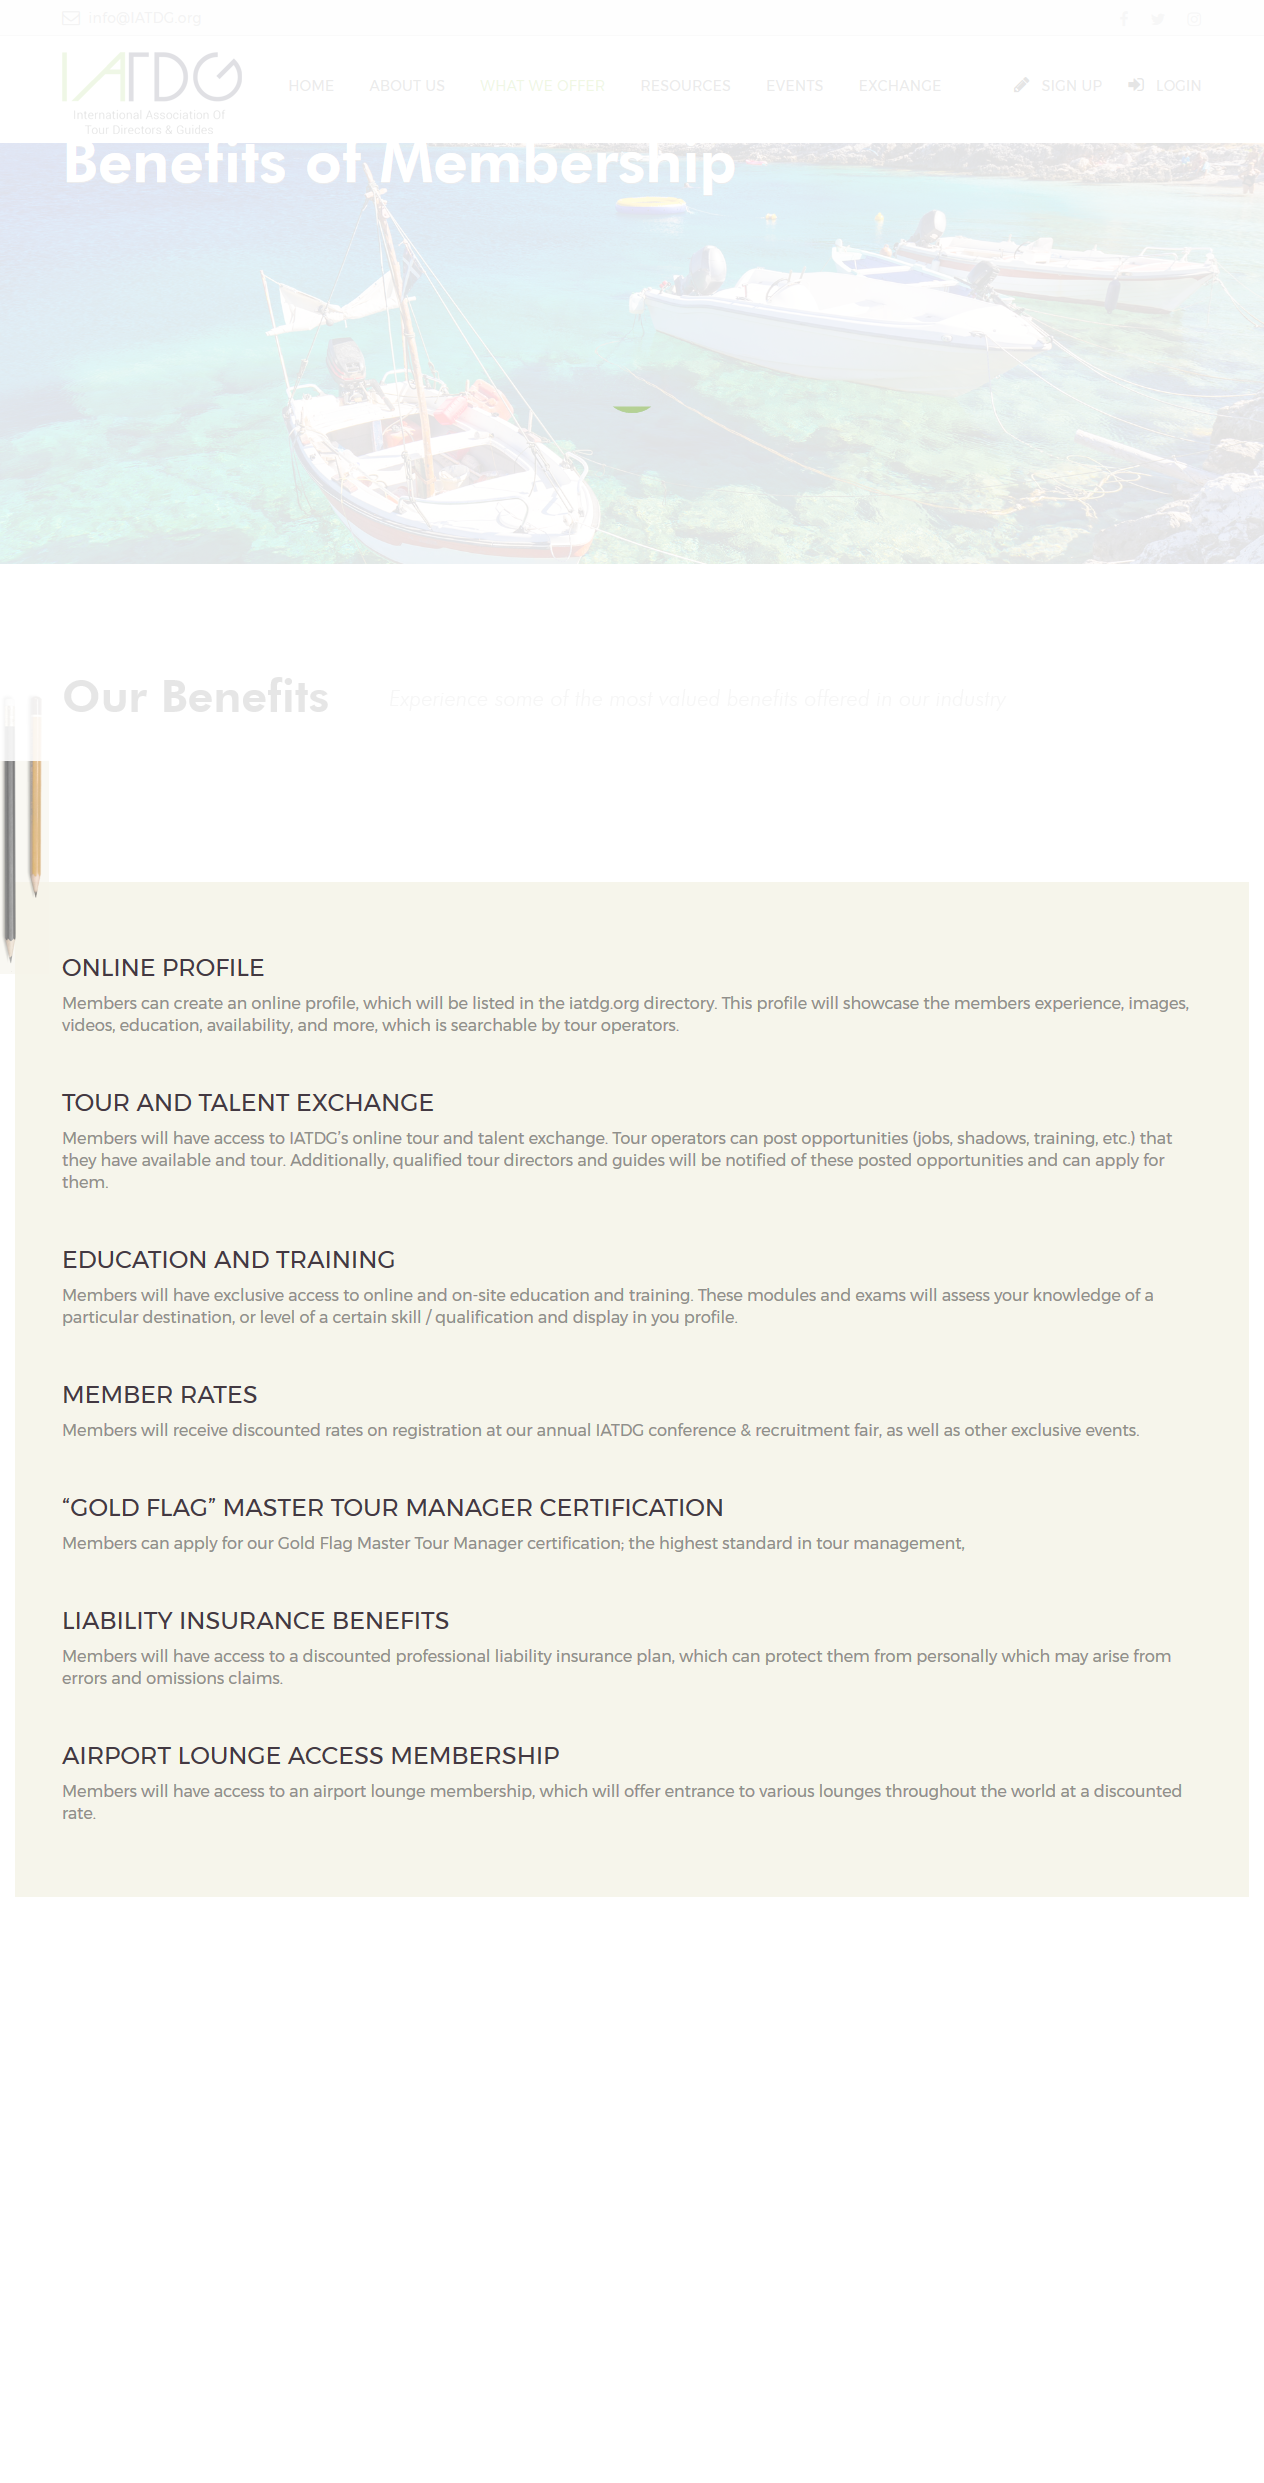 info@IATDG.org
IATDG
International Association Of
Tour Directors & Guides
HOME ABOUT US WHAT WE OFFER RESOURCES EVENTS EXCHANGE SIGN UP LOGIN
Benefits of Membership
Our Benefits Experience some of the most valued benefits offered in our industry
ONLINE PROFILE
Members can create an online profile, which will be listed in the iatdg.org directory. This profile will showcase the members experience, images,
videos, education, availability, and more, which is searchable by tour operators.
TOUR AND TALENT EXCHANGE
Members will have access to IATDG’s online tour and talent exchange. Tour operators can post opportunities (jobs, shadows, training, etc.) that
they have available and tour. Additionally, qualified tour directors and guides will be notified of these posted opportunities and can apply for
them.
EDUCATION AND TRAINING
Members will have exclusive access to online and on-site education and training. These modules and exams will assess your knowledge of a
particular destination, or level of a certain skill / qualification and display in you profile.
MEMBER RATES
Members will receive discounted rates on registration at our annual IATDG conference & recruitment fair, as well as other exclusive events.
“GOLD FLAG” MASTER TOUR MANAGER CERTIFICATION
Members can apply for our Gold Flag Master Tour Manager certification; the highest standard in tour management,
LIABILITY INSURANCE BENEFITS
Members will have access to a discounted professional liability insurance plan, which can protect them from personally which may arise from
errors and omissions claims.
AIRPORT LOUNGE ACCESS MEMBERSHIP
Members will have access to an airport lounge membership, which will offer entrance to various lounges throughout the world at a discounted
rate.